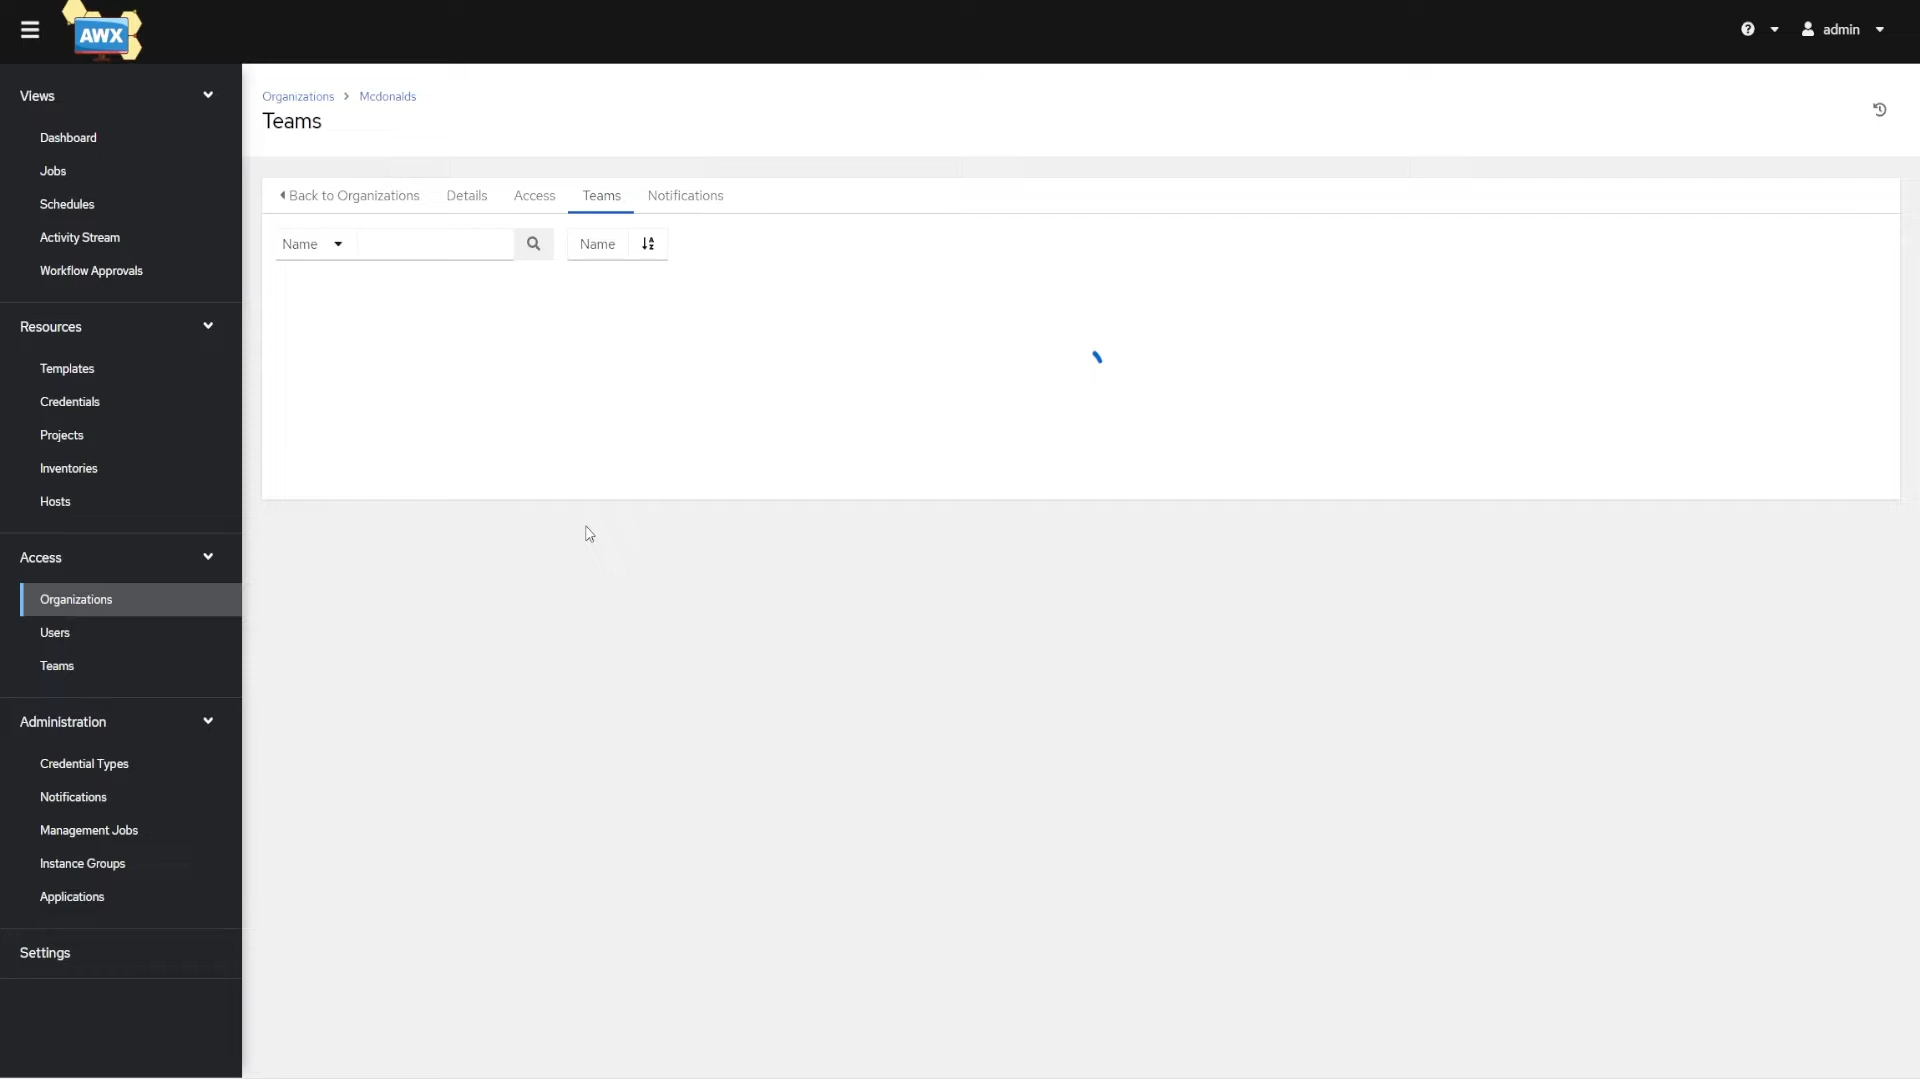 AWX
admin
Views
Dashboard
Jobs
Schedules
Activity Stream
Workflow Approvals
Resources
Templates
Credentials
Projects
Inventories
Hosts
Access
Organizations
Users
Teams
Administration
Credential Types
Notifications
Management Jobs
Instance Groups
Applications
Settings
Organizations Mcdonalds
Teams
Back to Organizations Details Access Teams Notifications
Name Name